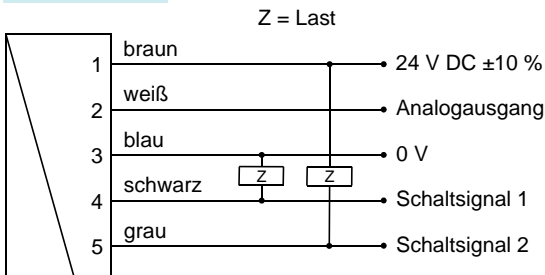 Z = Last
1 braun 24 V DC ±10 %
2 weiß Analogausgang
3 blau 0 V
Z Z
4 schwarz Schaltsignal 1
5 grau Schaltsignal 2